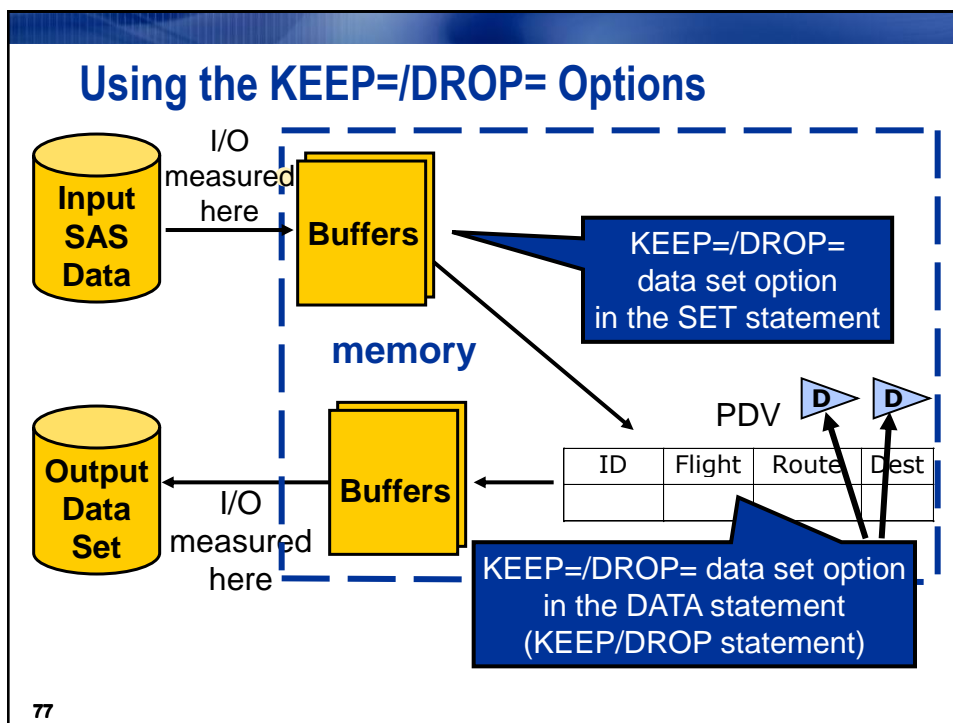 Using the KEEP=/DROP= Options
Input
SAS
Data
I/O
measured
here
Buffers
KEEP=/DROP=
data set option
in the SET statement
memory
PDV
D
D
ID Flight Route Dest
Output
Data
Set
I/O
measured
here
Buffers
KEEP=/DROP= data set option
in the DATA statement
(KEEP/DROP statement)
77